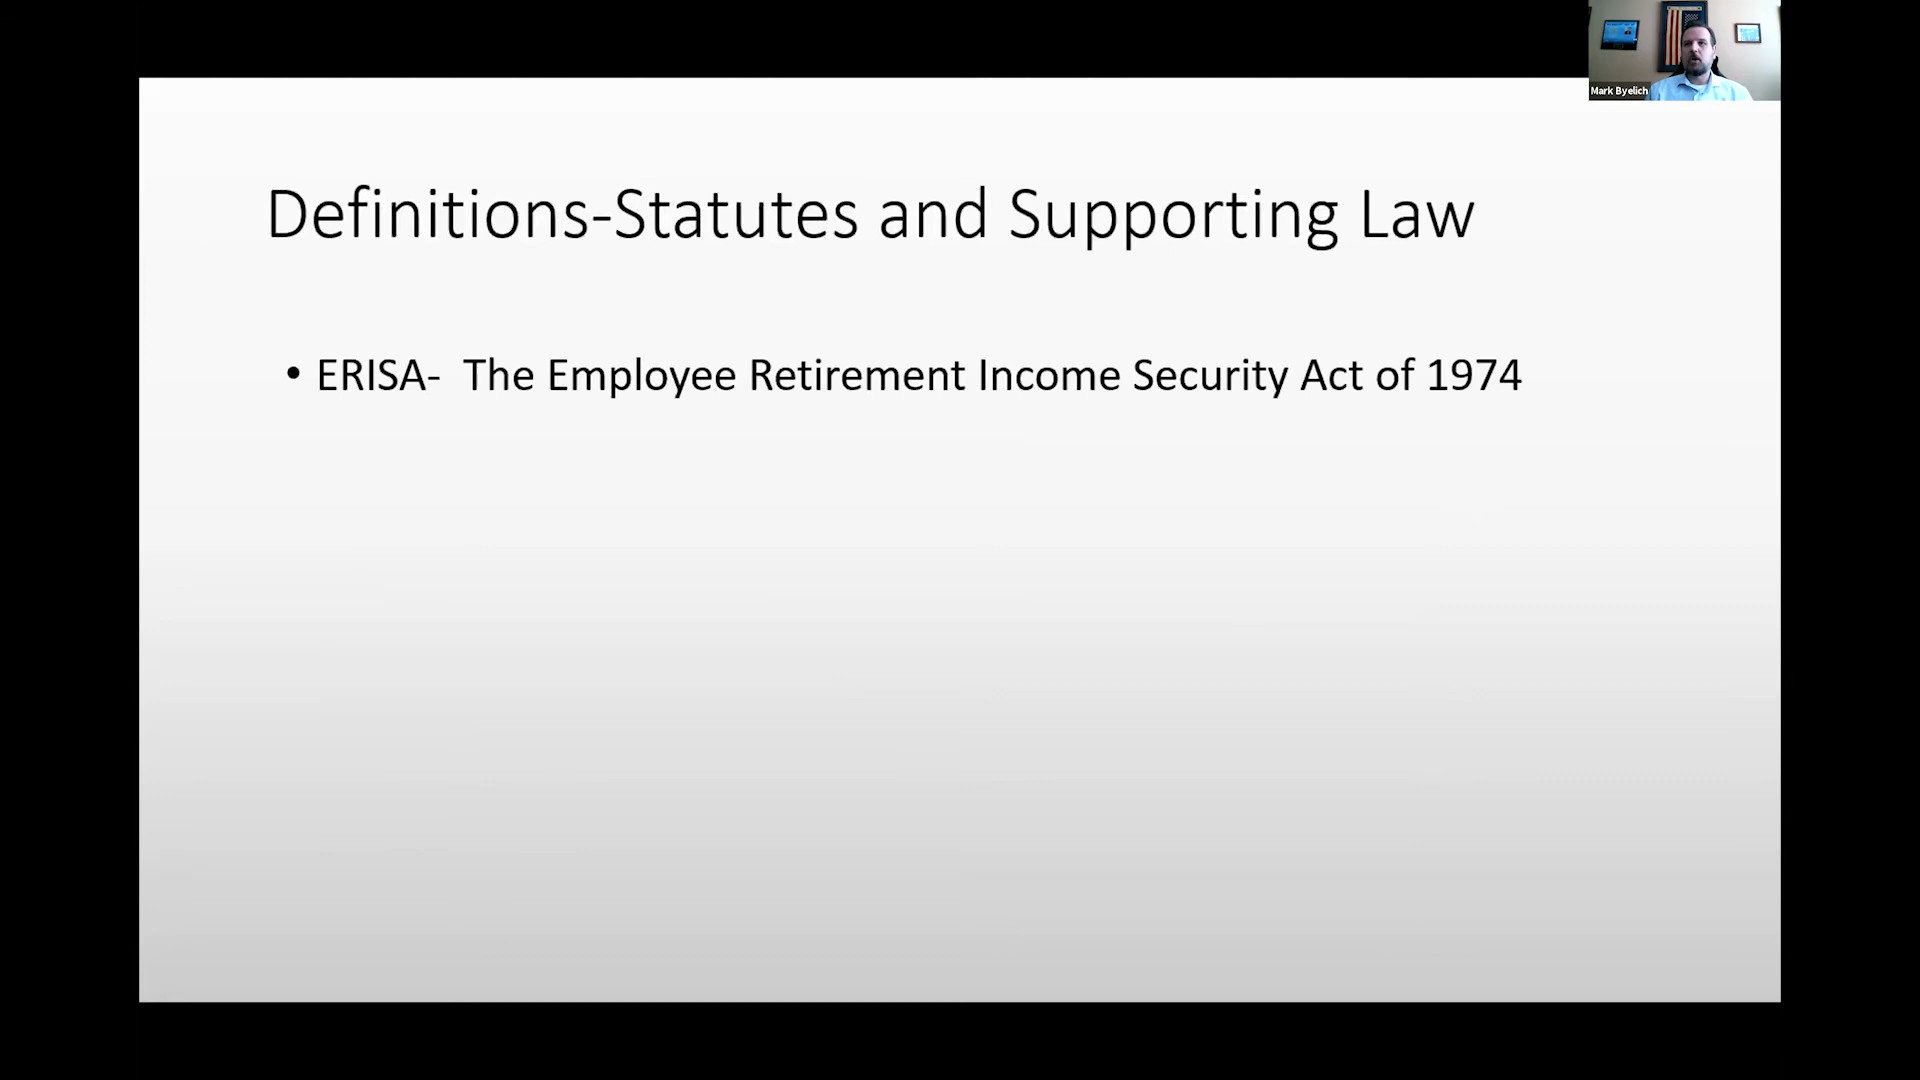 Mark Byelich
Definitions-Statutes and Supporting Law
• ERISA-  The Employee Retirement Income Security Act of 1974